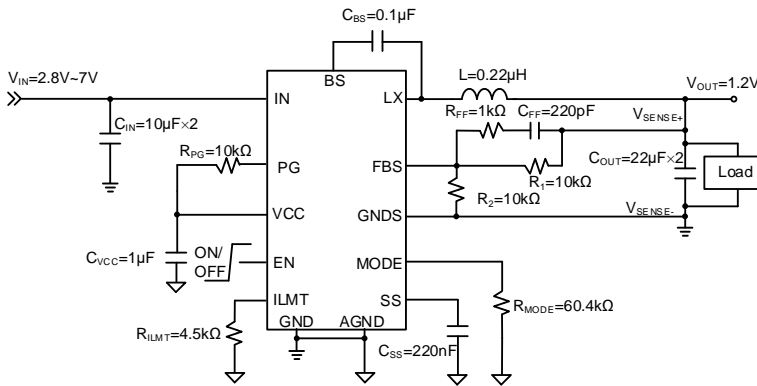 C_BS=0.1µF
V_IN=2.8V~7V
BS
IN
LX
L=0.22µH
V_OUT=1.2V
C_IN=10µF×2
R_FF=1kΩ
C_FF=220pF
V_SENSE+
R_PG=10kΩ
PG
FBS
R_1=10kΩ
C_OUT=22µF×2
Load
R_2=10kΩ
VCC
GNDS
V_SENSE-
C_VCC=1µF
ON/
OFF
EN
MODE
ILMT
SS
R_MODE=60.4kΩ
R_ILMT=4.5kΩ
GND
AGND
C_SS=220nF